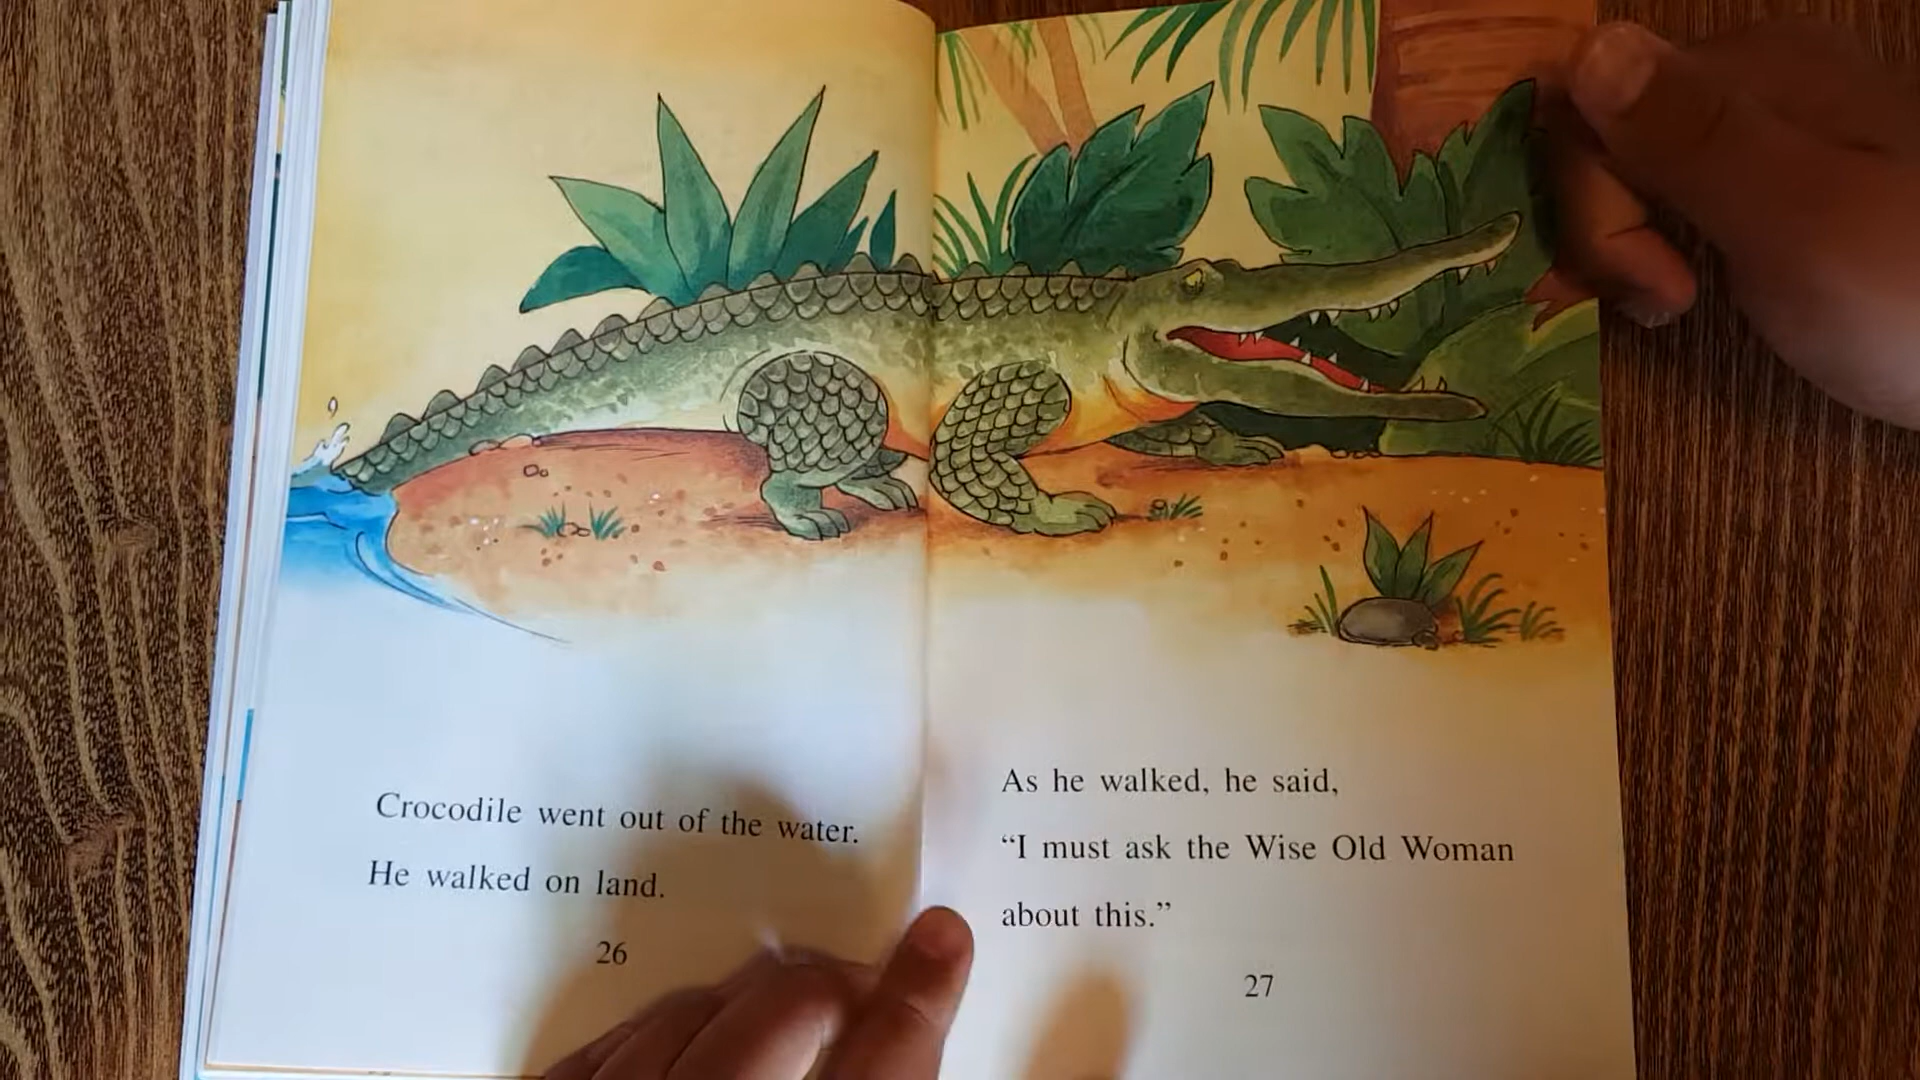 Crocodile went out of the water.
He walked on land.
26
As he walked, he said,
“I must ask the Wise Old Woman
about this.”
27